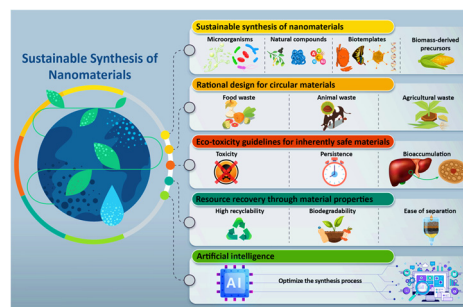 Sustainable Synthesis of
Nanomaterials
Sustainable synthesis of nanomaterials
Microorganisms
Natural compounds
Biotemplates
Biomass-derived
precursors
Rational design for circular materials
Food waste
Animal waste
Agricultural waste
Eco-toxicity guidelines for inherently safe materials
Toxicity
Persistence
Bioaccumulation
Resource recovery through material properties
High recyclability
Biodegradability
Ease of separation
Artificial intelligence
AI
Optimize the synthesis process